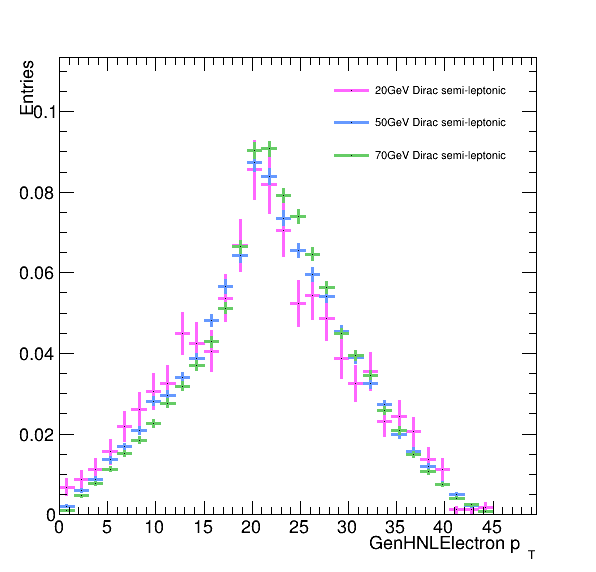 Entries
20GeV Dirac semi-leptonic
50GeV Dirac semi-leptonic
70GeV Dirac semi-leptonic
0.1
0.08
0.06
0.04
0.02
0
0 5 10 15 20 25 30 35 40 45
GenHNLElectron p T